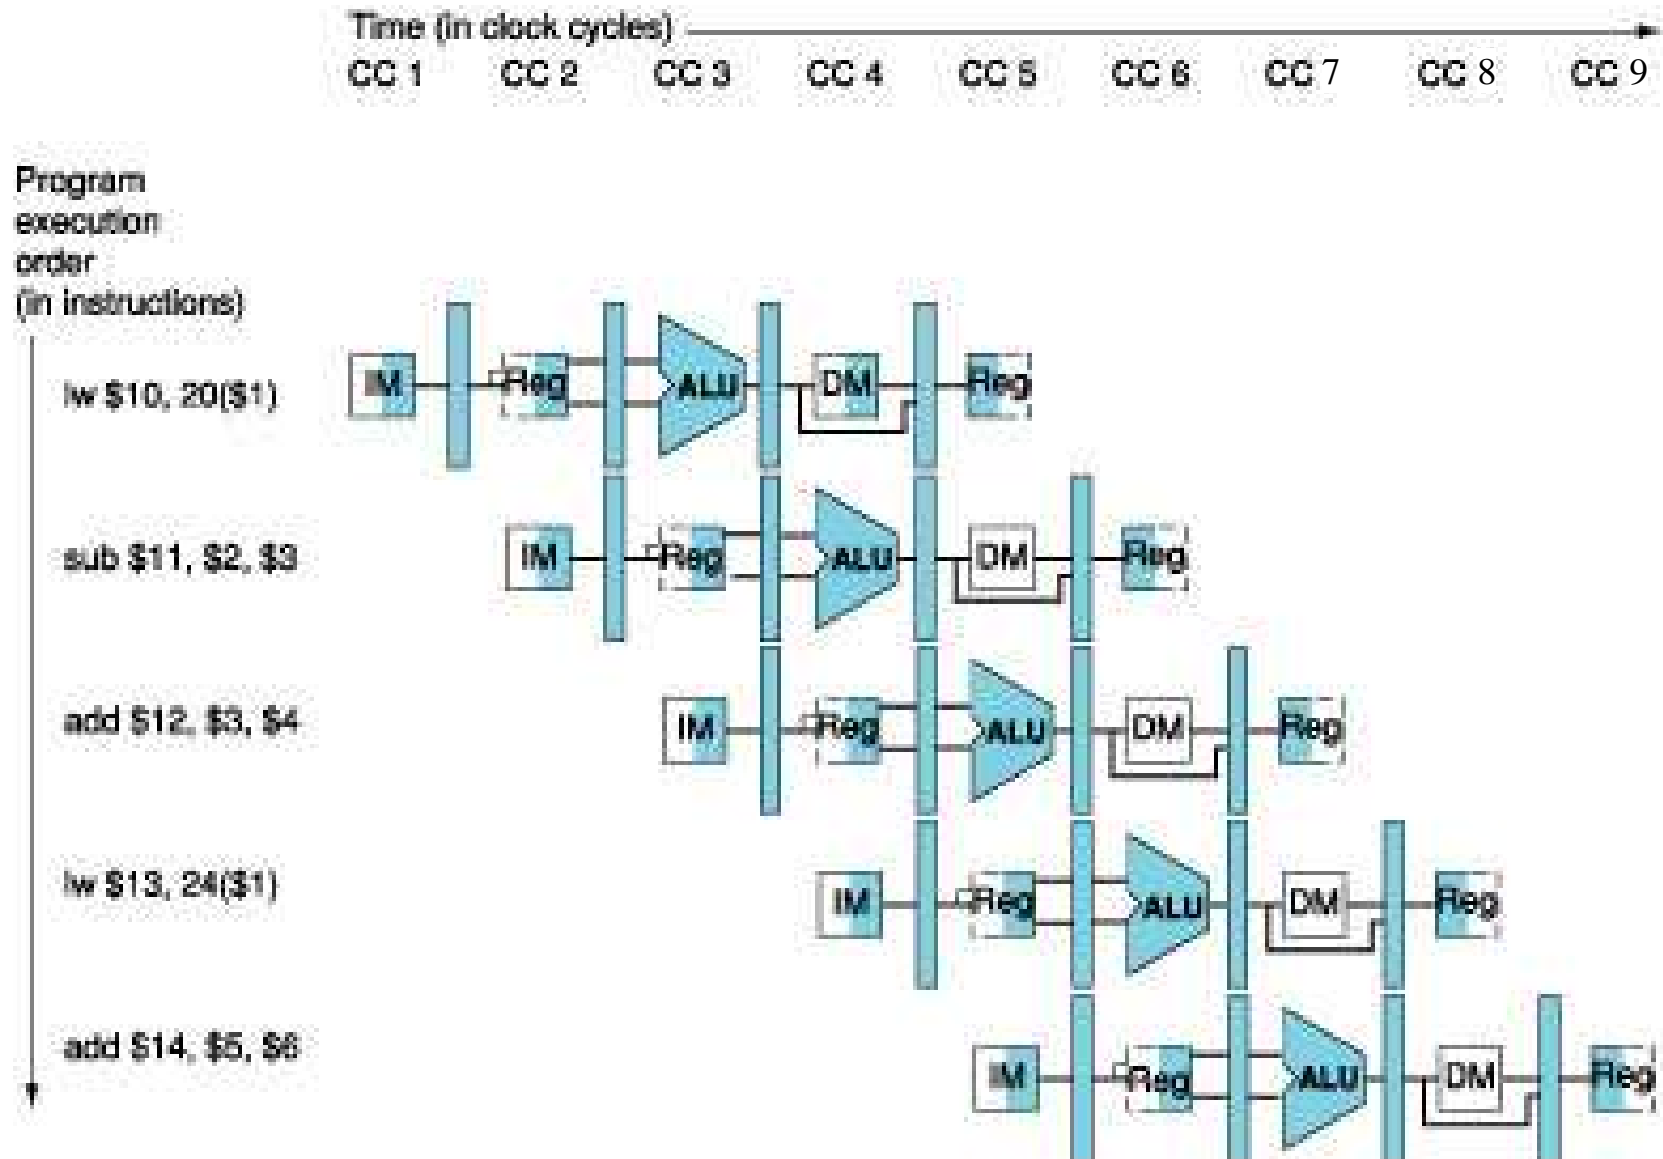 Time (in clock cycles)
CC 1 CC 2 CC 3 CC 4 CC 5 CC 6 CC 7 CC 8 CC 9
Program
execution
order
(in instructions)
lw $10, 20($1)
IM Reg ALU DM Reg
sub $11, $2, $3
IM Reg ALU DM Reg
add $12, $3, $4
IM Reg ALU DM Reg
lw $13, 24($1)
IM Reg ALU DM Reg
add $14, $5, $6
IM Reg ALU DM Reg